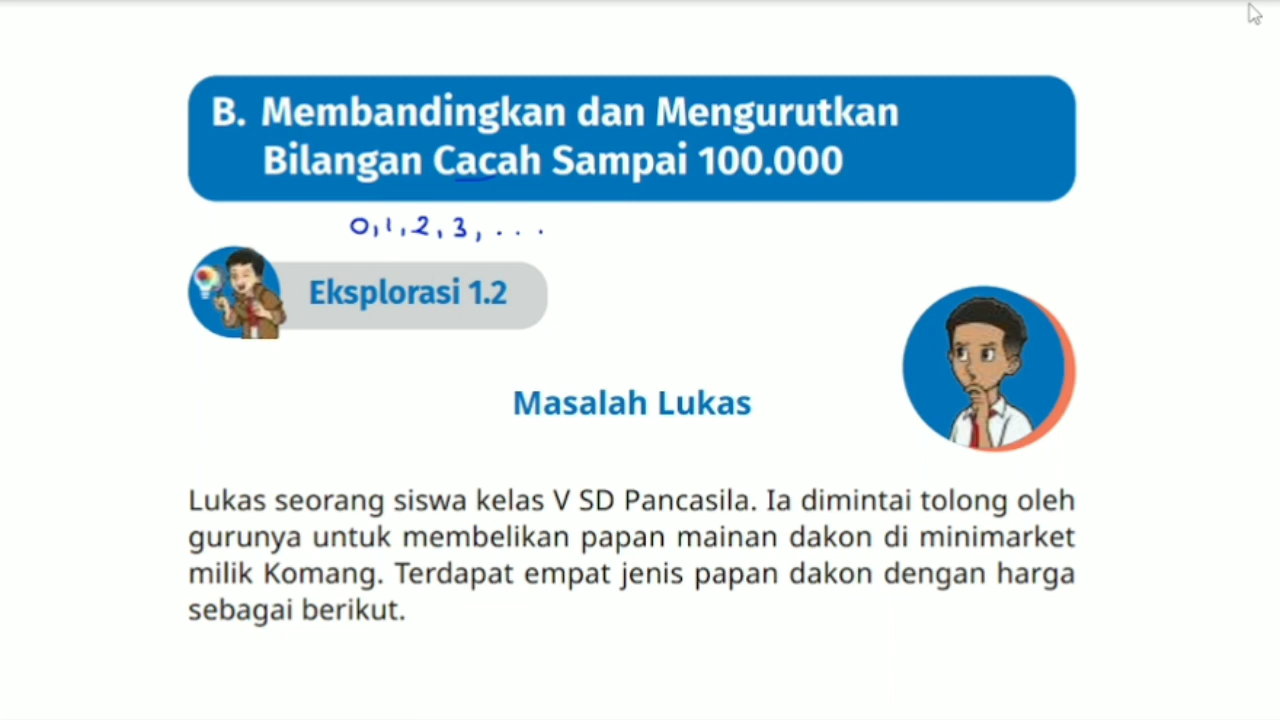 B. Membandingkan dan Mengurutkan
Bilangan Cacah Sampai 100.000
0, 1, 2, 3, . . .
Eksplorasi 1.2
Masalah Lukas
Lukas seorang siswa kelas V SD Pancasila. Ia dimintai tolong oleh
gurunya untuk membelikan papan mainan dakon di minimarket
milik Komang. Terdapat empat jenis papan dakon dengan harga
sebagai berikut.